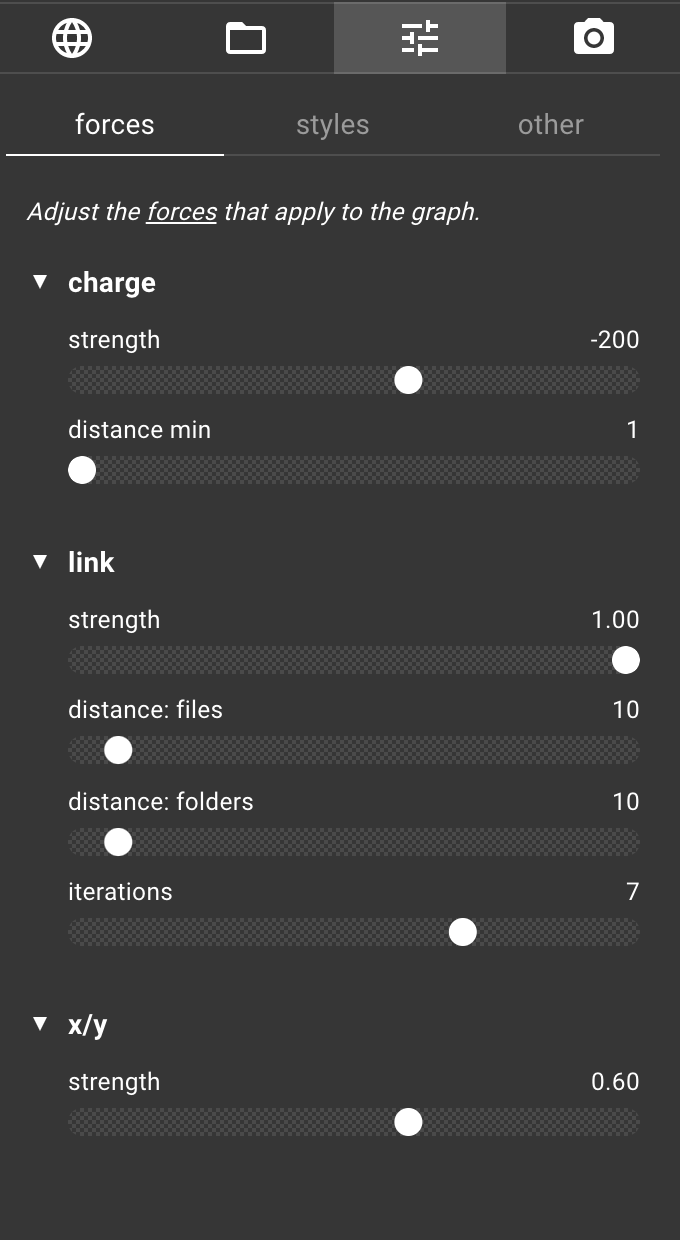 forces styles other
Adjust the forces that apply to the graph.
▼ charge
strength -200
distance min 1
▼ link
strength 1.00
distance: files 10
distance: folders 10
iterations 7
▼ x/y
strength 0.60